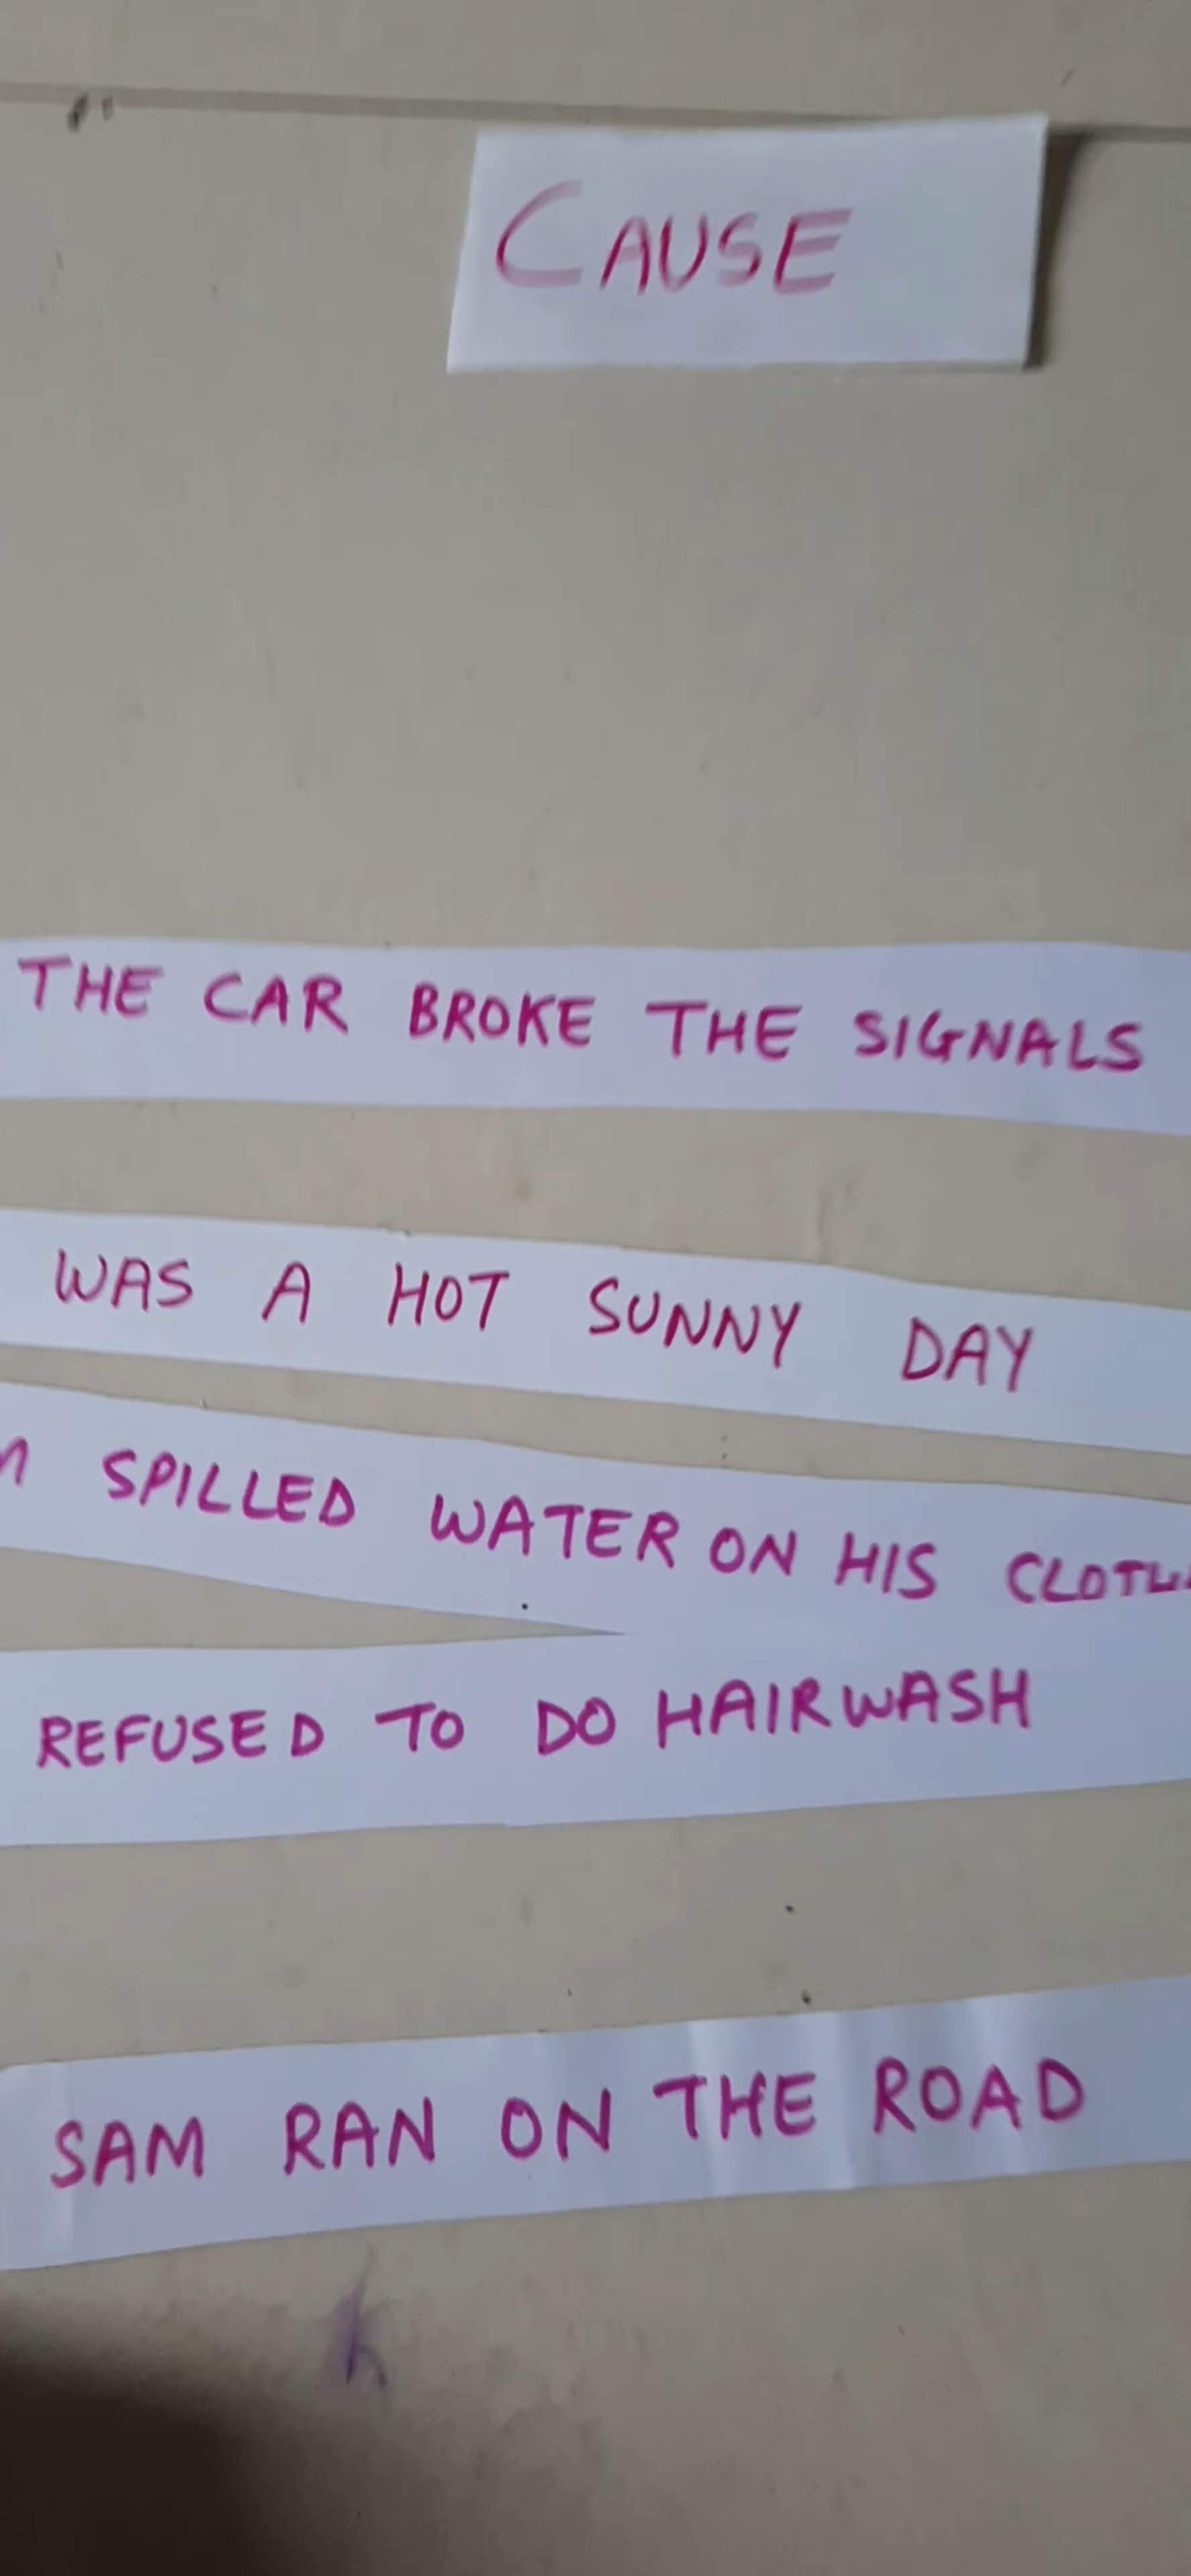 CAUSE
THE CAR BROKE THE SIGNALS
WAS A HOT SUNNY DAY
SPILLED WATER ON HIS
REFUSED TO DO HAIRWASH
SAM RAN ON THE ROAD